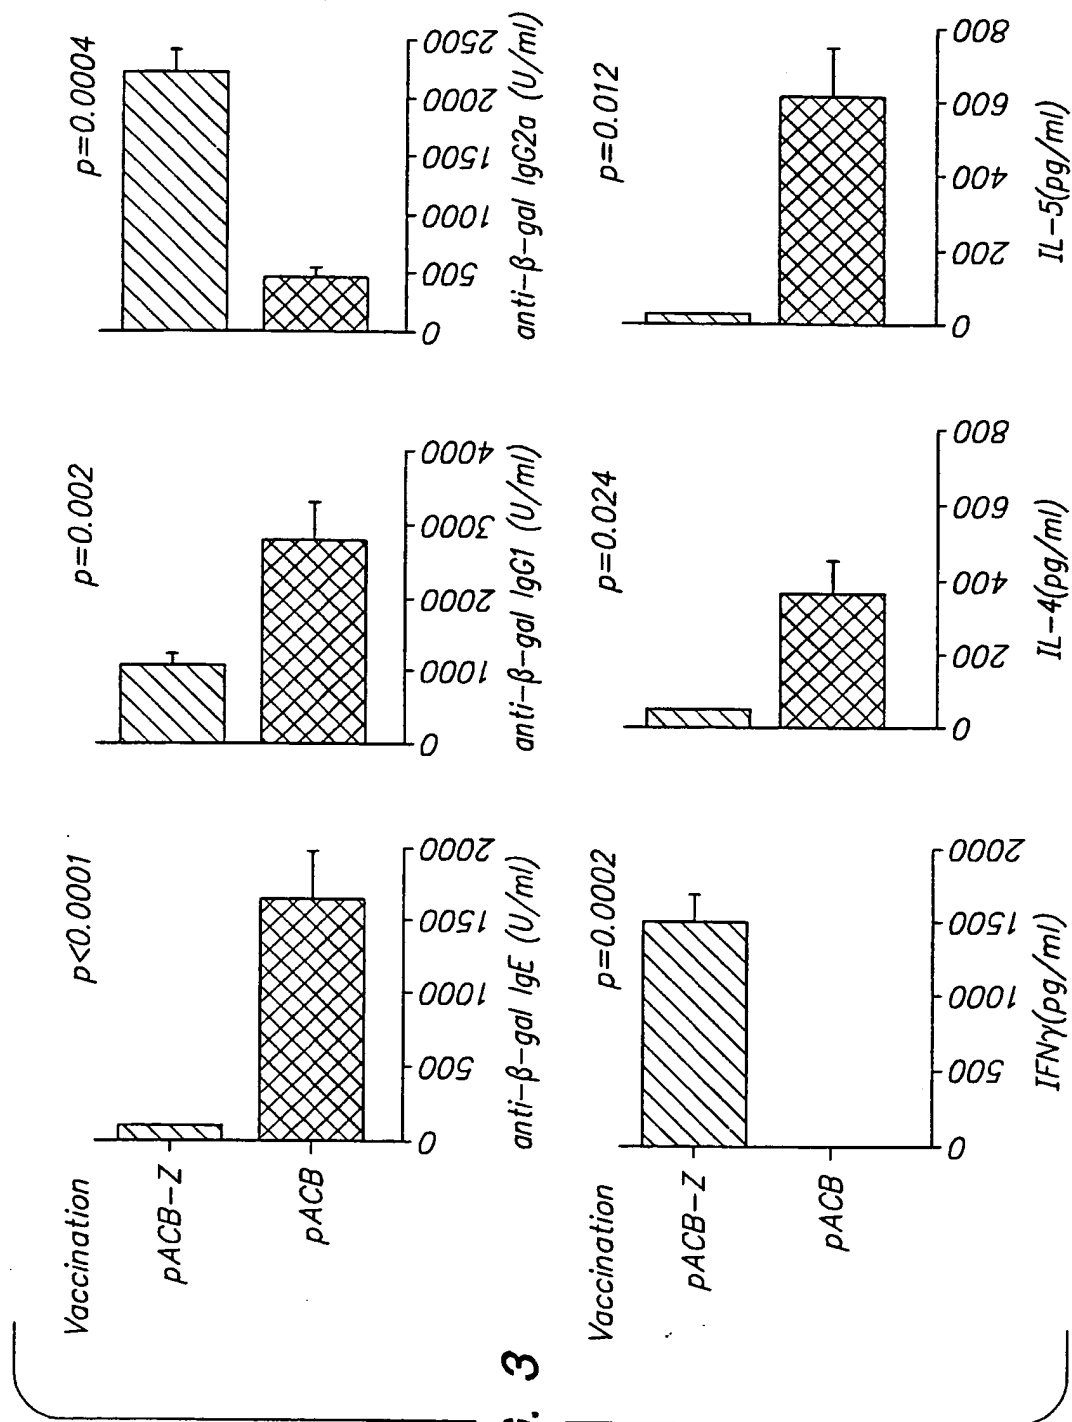 Vaccination p<0.0001 p=0.002 p=0.0004
pACB-Z
pACB
0 500 1000 1500 2000 0 1000 2000 3000 4000 0 500 1000 1500 2000 2500
anti-β-gal IgE (U/ml) anti-β-gal IgG1 (U/ml) anti-β-gal IgG2a (U/ml)
Vaccination p=0.0002 p=0.024 p=0.012
pACB-Z
pACB
0 500 1000 1500 2000 0 200 400 600 800 0 200 400 600 800
IFNγ(pg/ml) IL-4(pg/ml) IL-5(pg/ml)
3